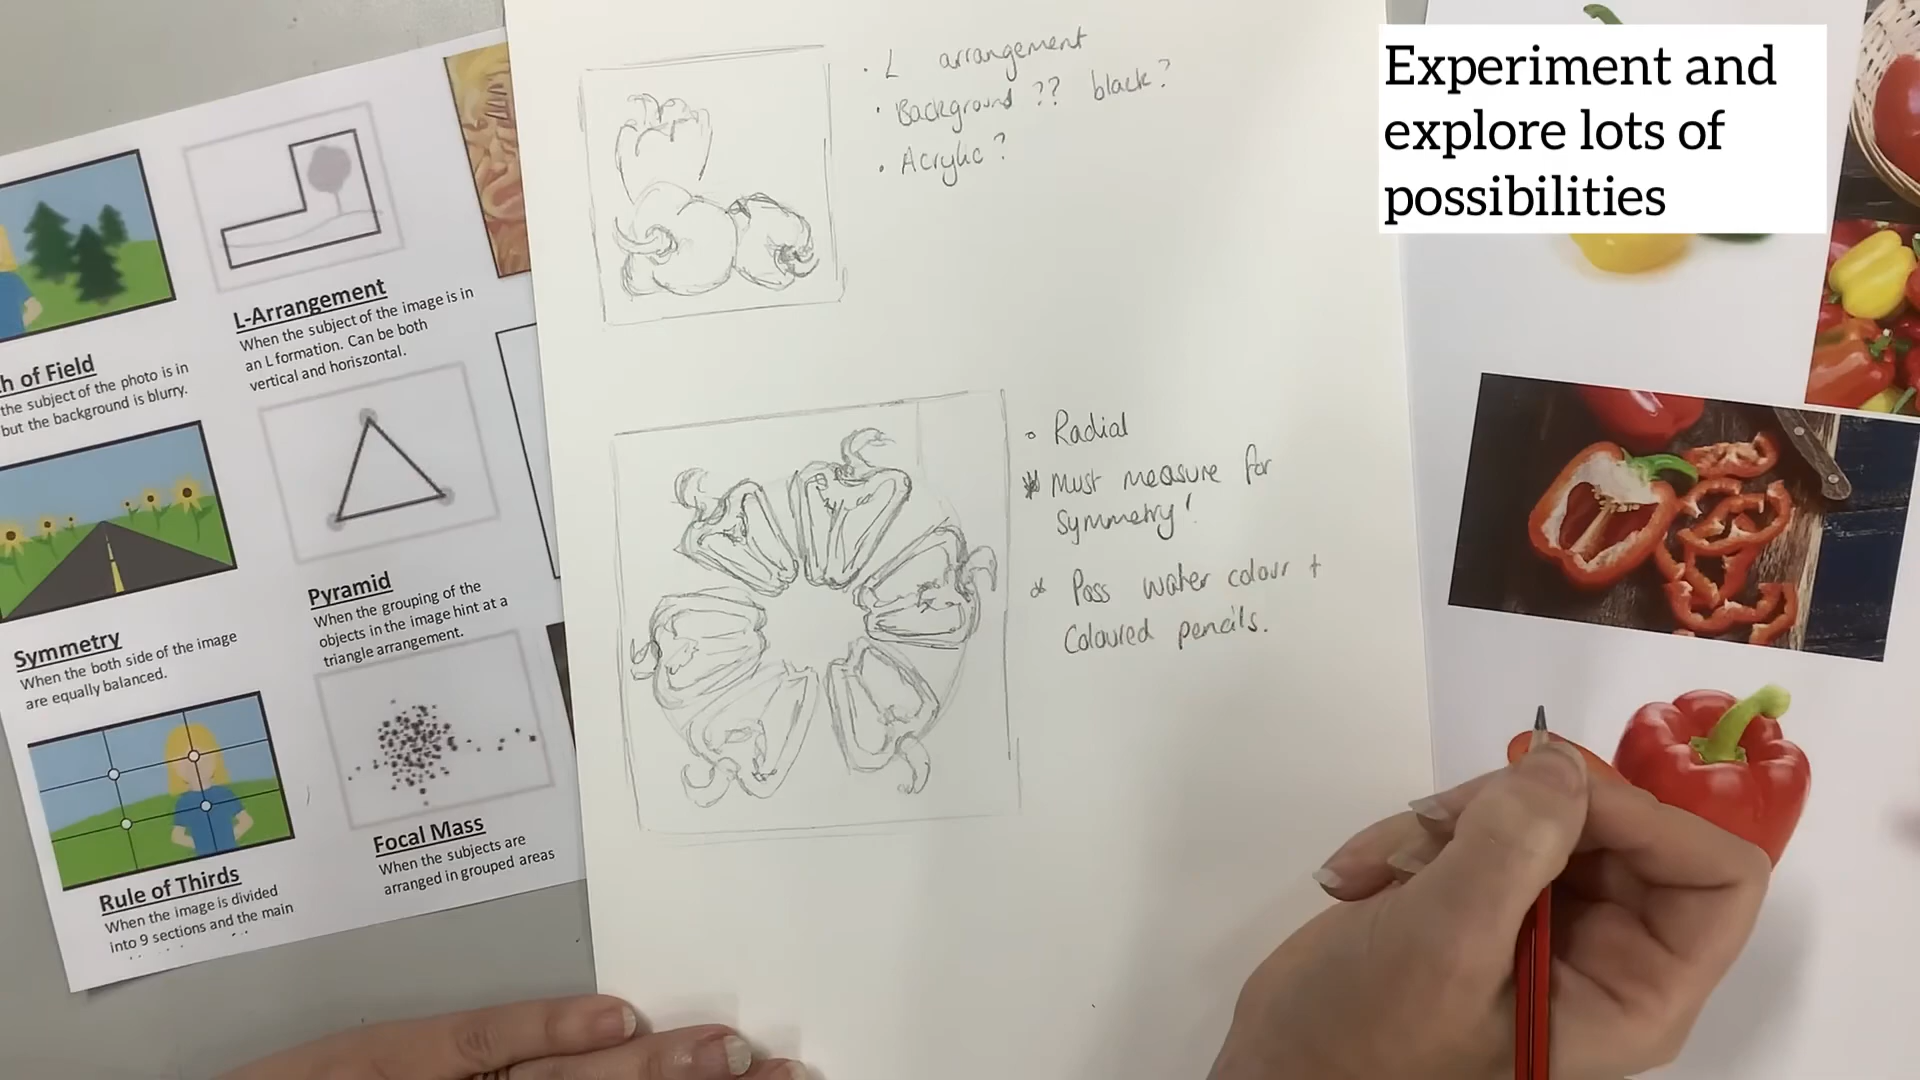 Experiment and
explore lots of
possibilities
L arrangement
Background ?? black?
Acrylic?
Radial
Must measure for
Symmetry!
Poss water colour +
Coloured pencils.
h of Field
the subject of the photo is in
but the background is blurry.
L-Arrangement
When the subject of the image is in
an L formation. Can be both
vertical and horiszontal.
Symmetry
When the both side of the image
are equally balanced.
Pyramid
When the grouping of the
objects in the image hint at a
triangle arrangement.
Rule of Thirds
When the image is divided
into 9 sections and the main
Focal Mass
When the subjects are
arranged in grouped areas